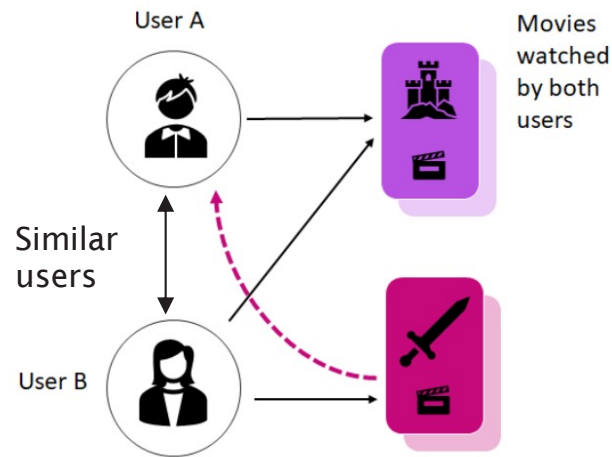 User A
Movies
watched
by both
users
Similar
users
User B